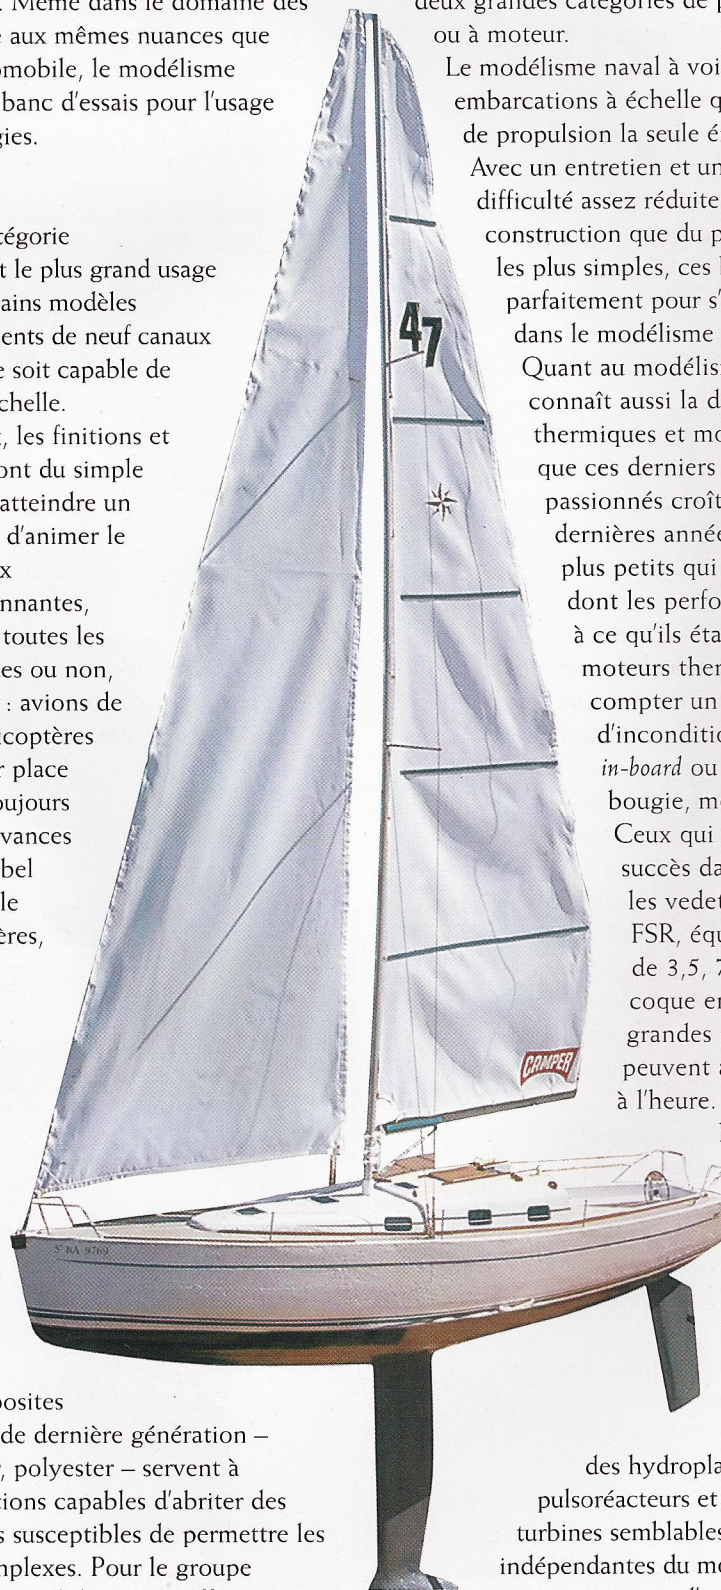 . Même dans le domaine des
aux mêmes nuances que
omobile, le modélisme
banc d'essais pour l'usage
gies.
tégorie
t le plus grand usage
rains modèles
ents de neuf canaux
e soit capable de
chelle.
, les finitions et
ont du simple
atteindre un
d'animer le
x
nnantes,
toutes les
es ou non,
: avions de
icoptères
r place
oujours
vances
bel
le
ères,
posites
de dernière génération –
, polyester – servent à
tions capables d'abriter des
s susceptibles de permettre les
mplexes. Pour le groupe
deux grandes catégories de p
ou à moteur.
Le modélisme naval à voi
embarcations à échelle q
de propulsion la seule é
Avec un entretien et un
difficulté assez réduite
construction que du p
les plus simples, ces
parfaitement pour s'
dans le modélisme
Quant au modélis
connaît aussi la d
thermiques et mo
que ces derniers
passionnés croît
dernières année
plus petits qui
dont les perfo
à ce qu'ils éta
moteurs ther
compter un
d'inconditio
in-board ou
bougie, m
Ceux qui
succès da
les vedet
FSR, équ
de 3,5, 7
coque en
grandes
peuvent a
à l'heure.
des hydropla
pulsoréacteurs et
turbines semblables
indépendantes du mo
47
CAMPER
BA 9769